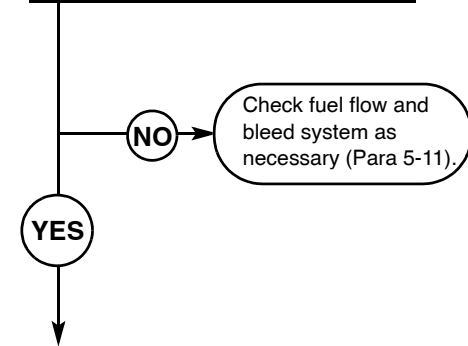 NO
Check fuel flow and
bleed system as
necessary (Para 5-11).
YES